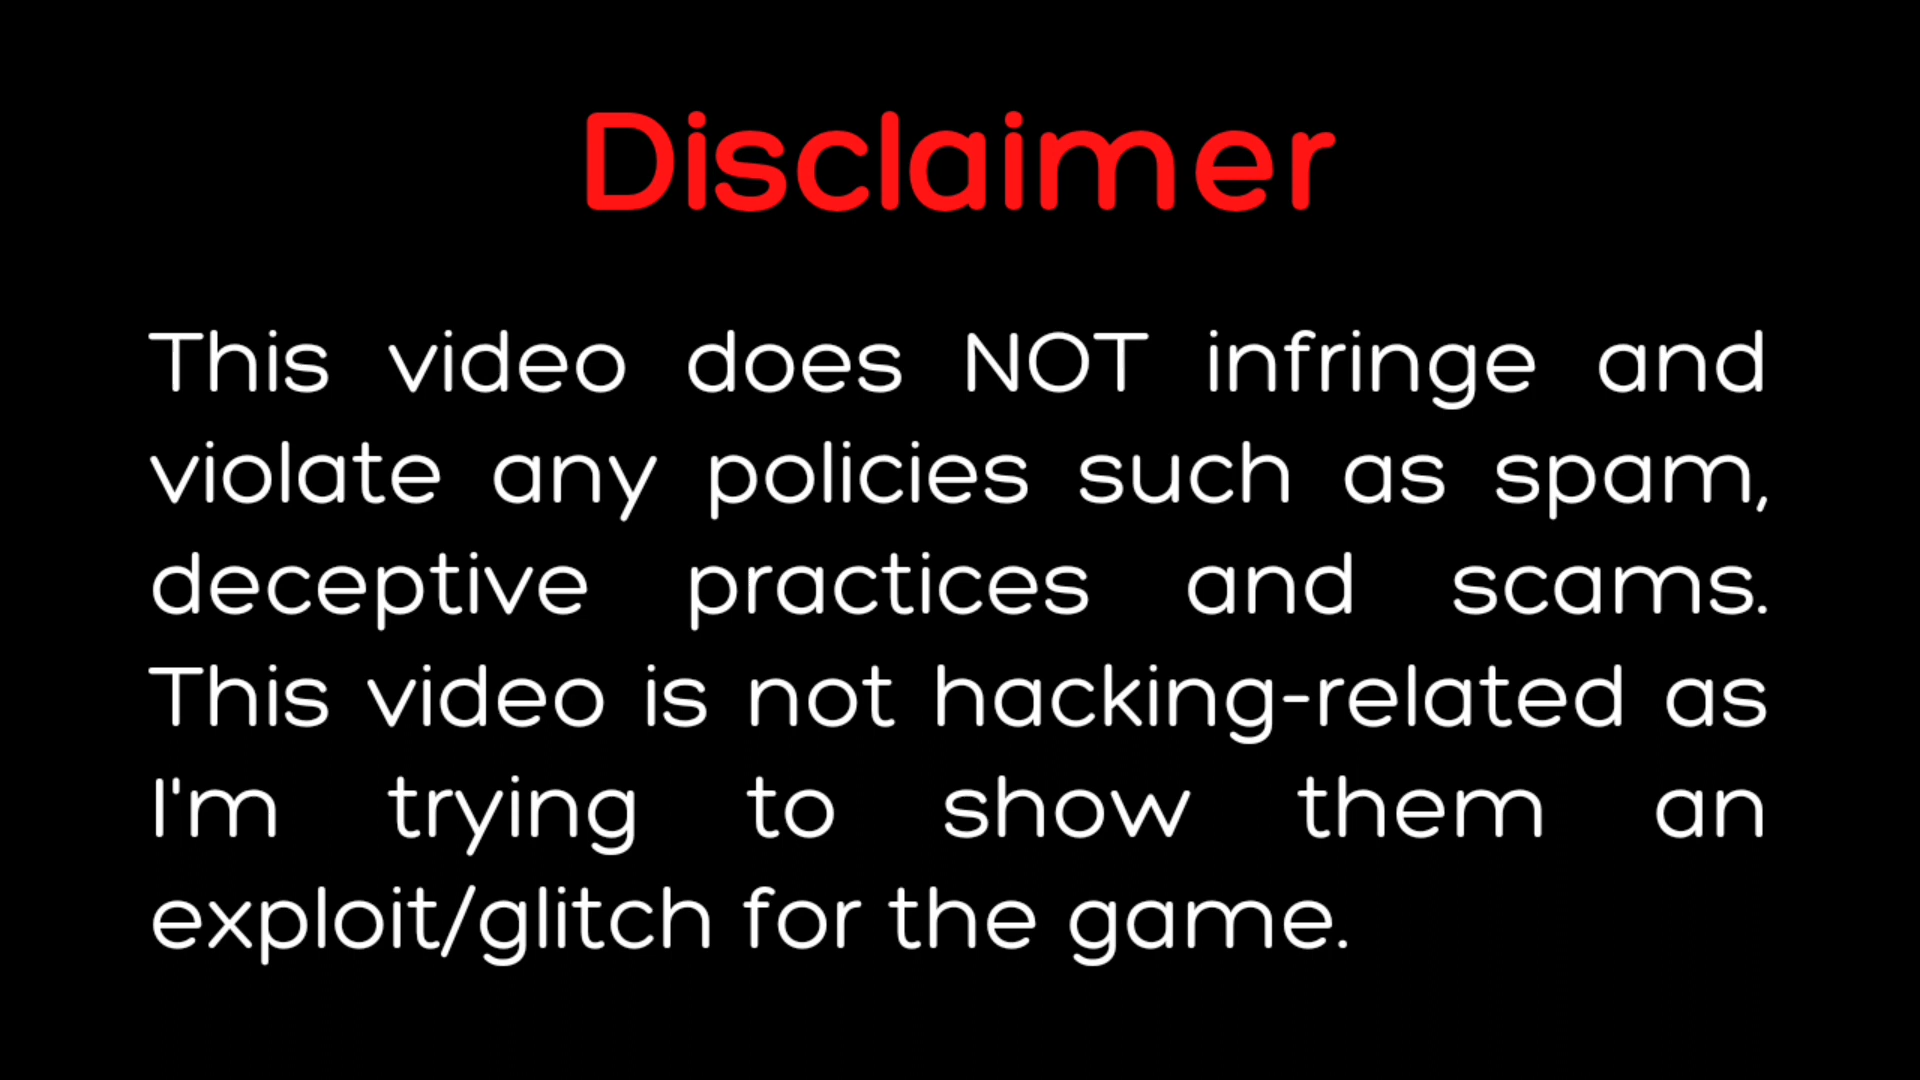 Disclaimer
This video does NOT infringe and
violate any policies such as spam,
deceptive practices and scams.
This video is not hacking-related as
I'm trying to show them an
exploit/glitch for the game.